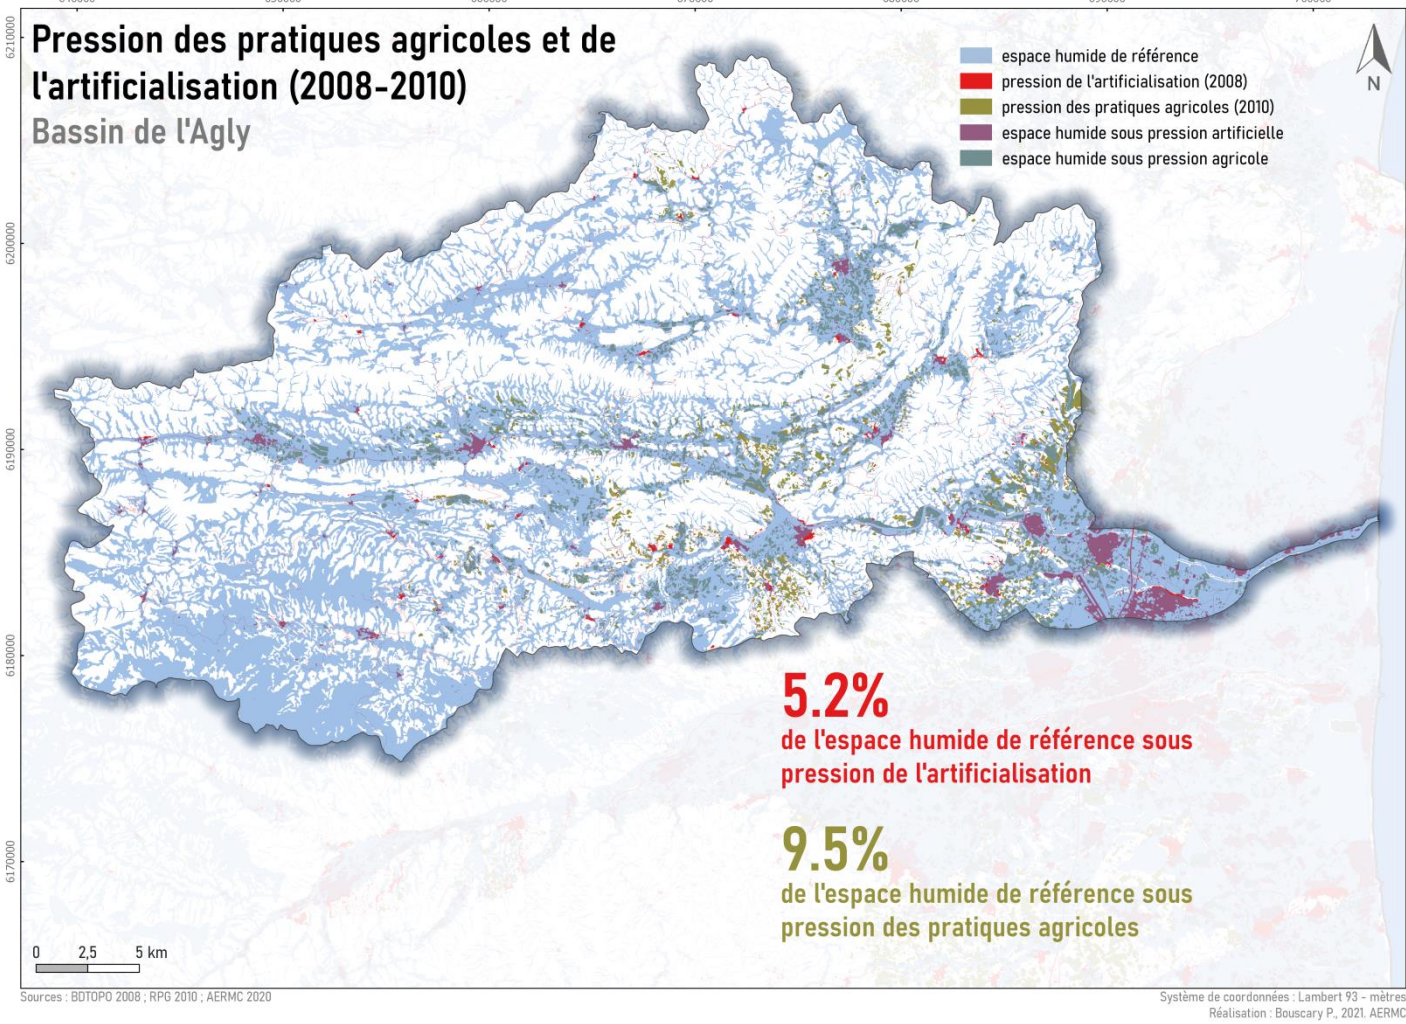 Pression des pratiques agricoles et de
l'artificialisation (2008-2010)
Bassin de l'Agly
espace humide de référence
pression de l'artificialisation (2008)
pression des pratiques agricoles (2010)
espace humide sous pression artificielle
espace humide sous pression agricole
N
6210000
6200000
6190000
6180000
6170000
5.2%
de l'espace humide de référence sous
pression de l'artificialisation
9.5%
de l'espace humide de référence sous
pression des pratiques agricoles
0 2,5 5 km
Sources : BDTOPO 2008 ; RPG 2010 ; AERMC 2020
Système de coordonnées : Lambert 93 - mètres
Réalisation : Bouscary P., 2021. AERMC